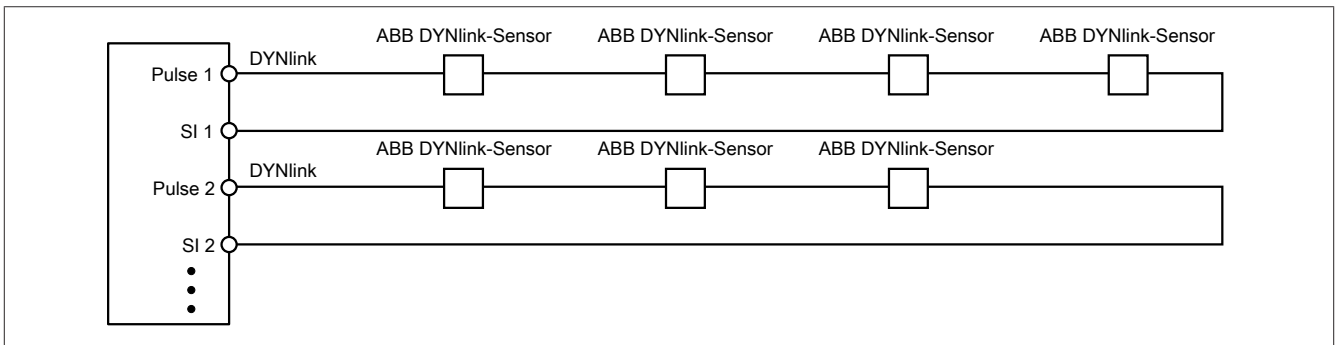 ABB DYNlink-Sensor ABB DYNlink-Sensor ABB DYNlink-Sensor ABB DYNlink-Sensor
DYNlink
Pulse 1
SI 1
ABB DYNlink-Sensor ABB DYNlink-Sensor ABB DYNlink-Sensor
DYNlink
Pulse 2
SI 2